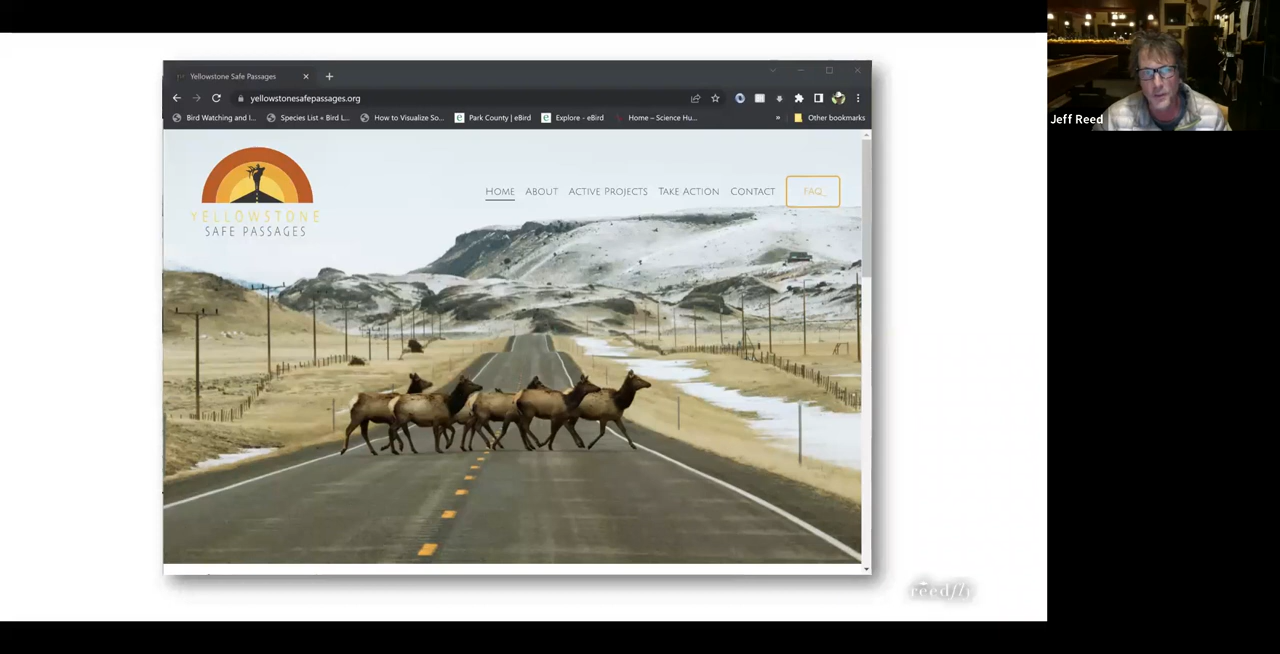 Yellowstone Safe Passages
yellowstonesafepassages.org
Bird Watching and I... Species List « Bird L... How to Visualize So... Park County | eBird Explore - eBird Home – Science Hu... » Other bookmarks
YELLOWSTONE
SAFE PASSAGES
HOME ABOUT ACTIVE PROJECTS TAKE ACTION CONTACT FAQ
Jeff Reed
reedfly